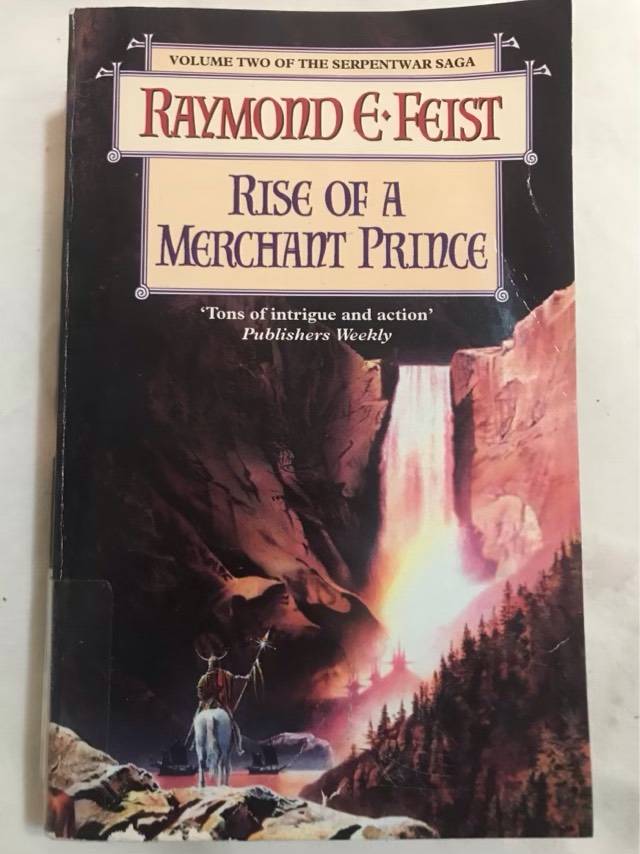 VOLUME TWO OF THE SERPENTWAR SAGA
RAYMOND E·FEIST
RISE OF A
MERCHANT PRINCE
'Tons of intrigue and action'
Publishers Weekly